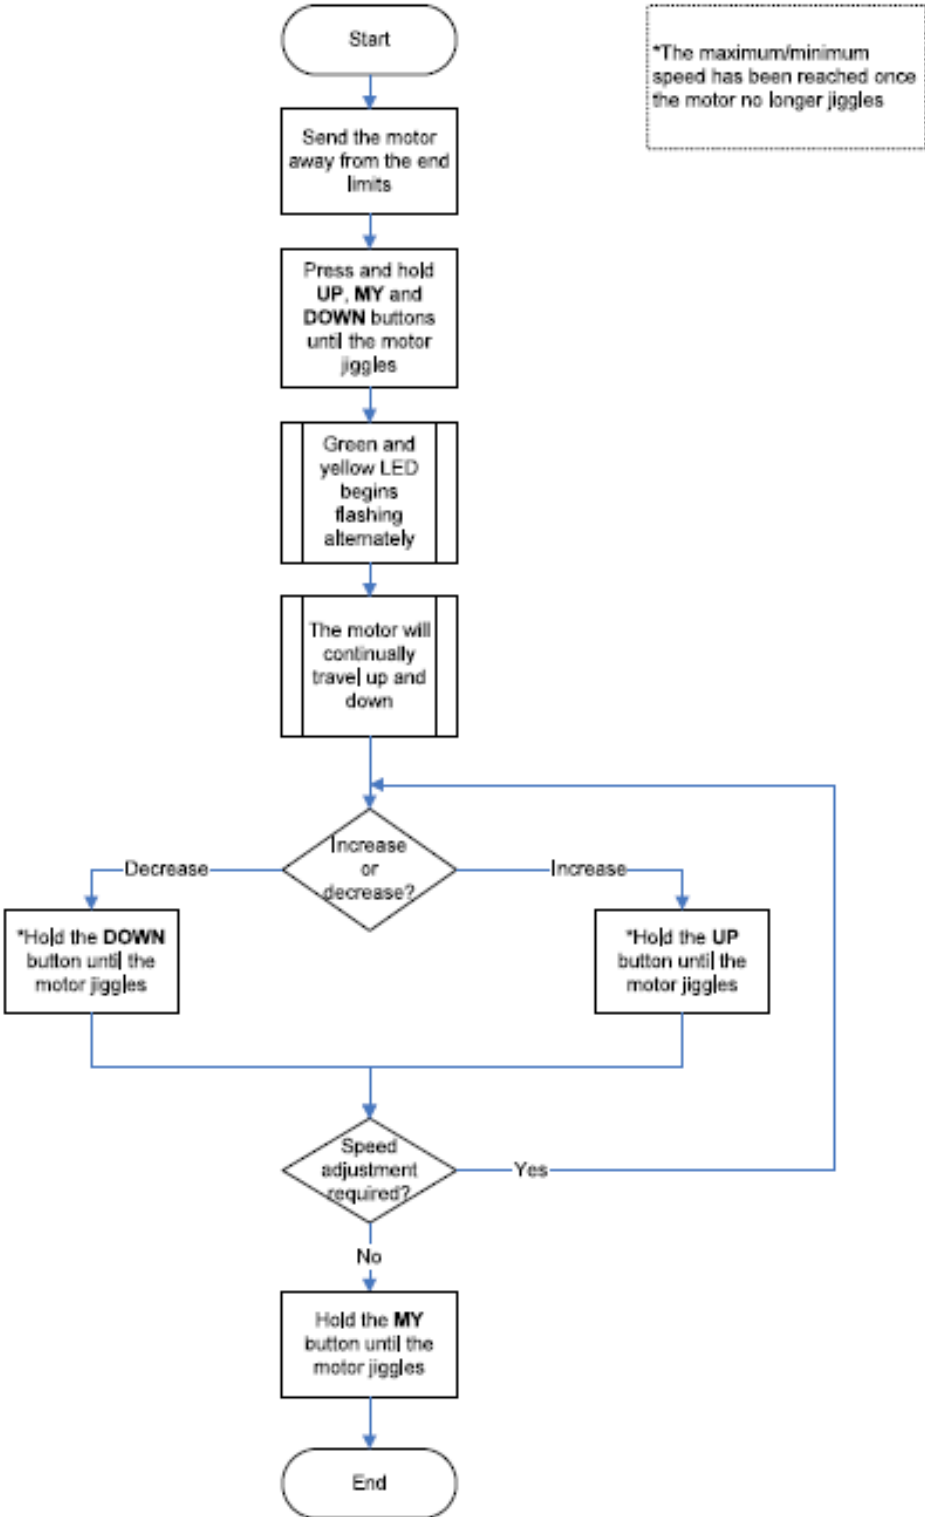 Start
*The maximum/minimum
speed has been reached once
the motor no longer jiggles
Send the motor
away from the end
limits
Press and hold
UP, MY and
DOWN buttons
until the motor
jiggles
Green and
yellow LED
begins
flashing
alternately
The motor will
continually
travel up and
down
Increase
or
decrease?
Decrease
Increase
*Hold the DOWN
button until the
motor jiggles
*Hold the UP
button until the
motor jiggles
Speed
adjustment
required?
Yes
No
Hold the MY
button until the
motor jiggles
End